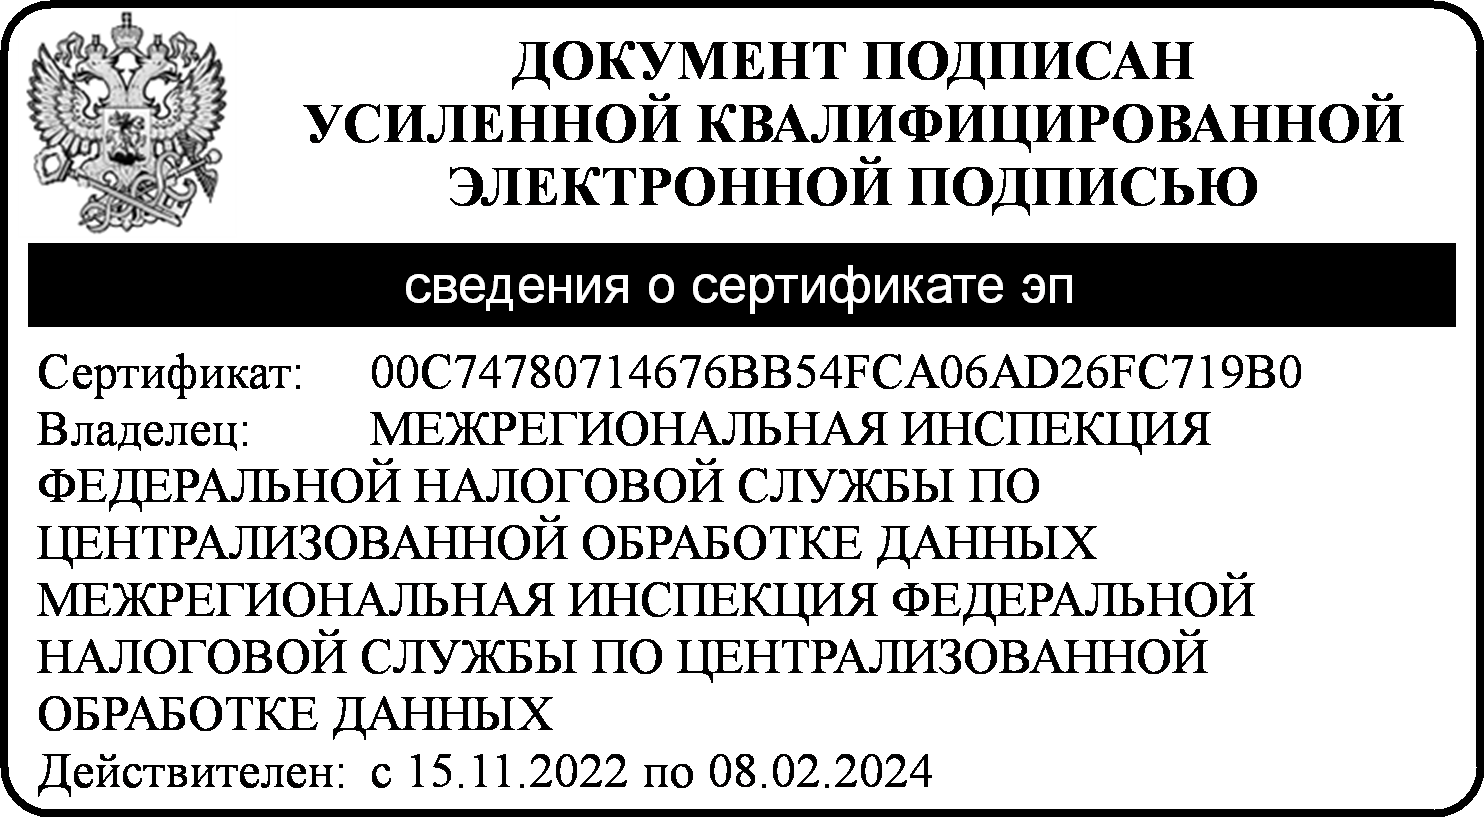 ДОКУМЕНТ ПОДПИСАН
УСИЛЕННОЙ КВАЛИФИЦИРОВАННОЙ
ЭЛЕКТРОННОЙ ПОДПИСЬЮ
сведения о сертификате эп
Сертификат: 00C74780714676BB54FCA06AD26FC719B0
Владелец: МЕЖРЕГИОНАЛЬНАЯ ИНСПЕКЦИЯ
ФЕДЕРАЛЬНОЙ НАЛОГОВОЙ СЛУЖБЫ ПО
ЦЕНТРАЛИЗОВАННОЙ ОБРАБОТКЕ ДАННЫХ
МЕЖРЕГИОНАЛЬНАЯ ИНСПЕКЦИЯ ФЕДЕРАЛЬНОЙ
НАЛОГОВОЙ СЛУЖБЫ ПО ЦЕНТРАЛИЗОВАННОЙ
ОБРАБОТКЕ ДАННЫХ
Действителен: с 15.11.2022 по 08.02.2024